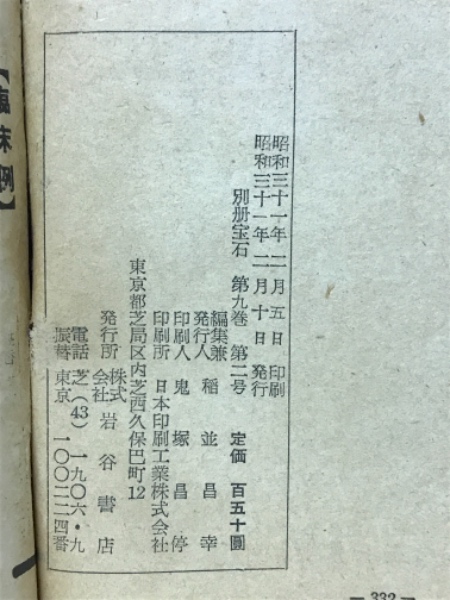 昭和三十一年二月五日 印刷
昭和三十一年二月十日 発行
別册宝石 第九巻 第二号 定価 百五十圓
編集兼発行人 稲並昌幸
印刷人 鬼塚昌停
印刷所 日本印刷工業株式会社
東京都芝局区内芝西久保巴町12
発行所 株式会社 岩谷書店
電話 芝(43) 一九〇六・九
振替 東京 一〇〇二二四番
【臨床例】
— 332 —